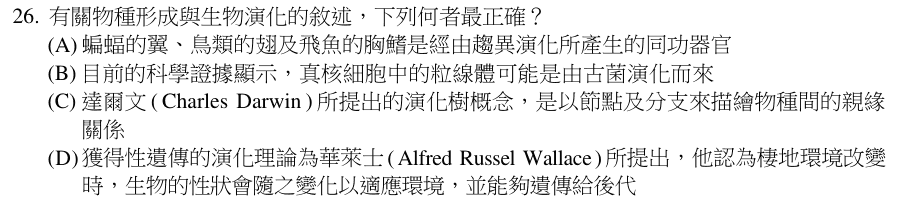 26. 有關物種形成與生物演化的敘述，下列何者最正確？
(A) 蝙蝠的翼、鳥類的翅及飛魚的胸鰭是經由趨異演化所產生的同功器官
(B) 目前的科學證據顯示，真核細胞中的粒線體可能是由古菌演化而來
(C) 達爾文 ( Charles Darwin ) 所提出的演化樹概念，是以節點及分支來描繪物種間的親緣
關係
(D) 獲得性遺傳的演化理論為華萊士 ( Alfred Russel Wallace ) 所提出，他認為棲地環境改變
時，生物的性狀會隨之變化以適應環境，並能夠遺傳給後代